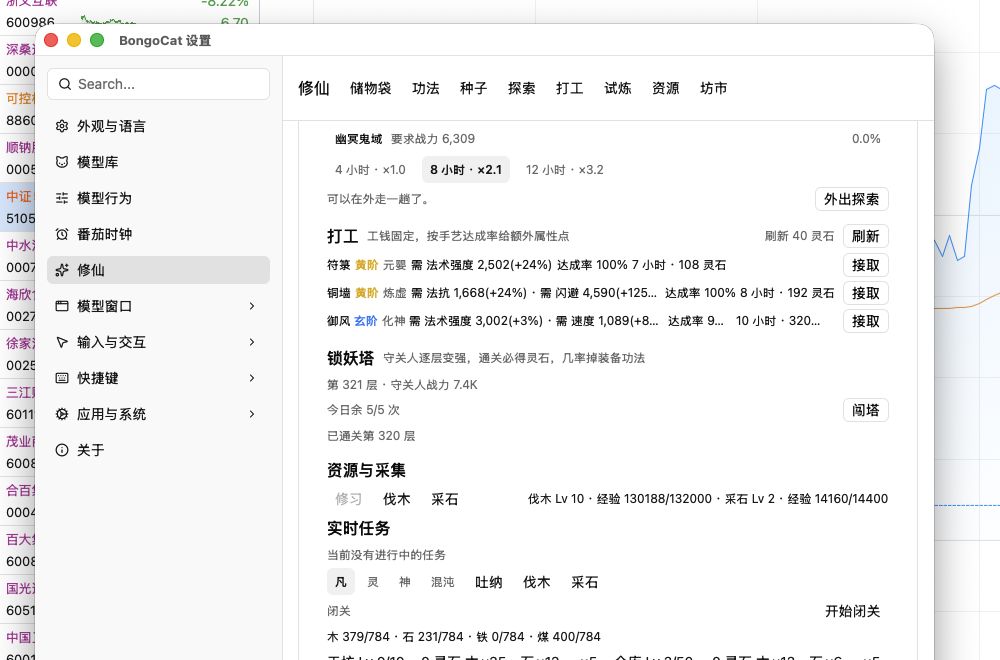 -8.22%
600986
6.70
BongoCat 设置
Search...
外观与语言
模型库
模型行为
番茄时钟
修仙
模型窗口
输入与交互
快捷键
应用与系统
关于
修仙 储物袋 功法 种子 探索 打工 试炼 资源 坊市
幽冥鬼域 要求战力 6,309 0.0%
4 小时 · ×1.0 8 小时 · ×2.1 12 小时 · ×3.2
可以在外走一趟了。 外出探索
打工 工钱固定，按手艺达成率给额外属性点 刷新 40 灵石 刷新
符箓 黄阶 元婴 需 法术强度 2,502(+24%) 达成率 100% 7 小时 · 108 灵石 接取
铜墙 黄阶 炼虚 需 法抗 1,668(+24%) · 需 闪避 4,590(+125... 达成率 100% 8 小时 · 192 灵石 接取
御风 玄阶 化神 需 法术强度 3,002(+3%) · 需 速度 1,089(+8... 达成率 9... 10 小时 · 320... 接取
锁妖塔 守关人逐层变强，通关必得灵石，几率掉装备功法
第 321 层 · 守关人战力 7.4K
今日余 5/5 次 闯塔
已通关第 320 层
资源与采集
修习 伐木 采石 伐木 Lv 10 · 经验 130188/132000 · 采石 Lv 2 · 经验 14160/14400
实时任务
当前没有进行中的任务
凡 灵 神 混沌 吐纳 伐木 采石
闭关 开始闭关
木 379/784 · 石 231/784 · 铁 0/784 · 煤 400/784